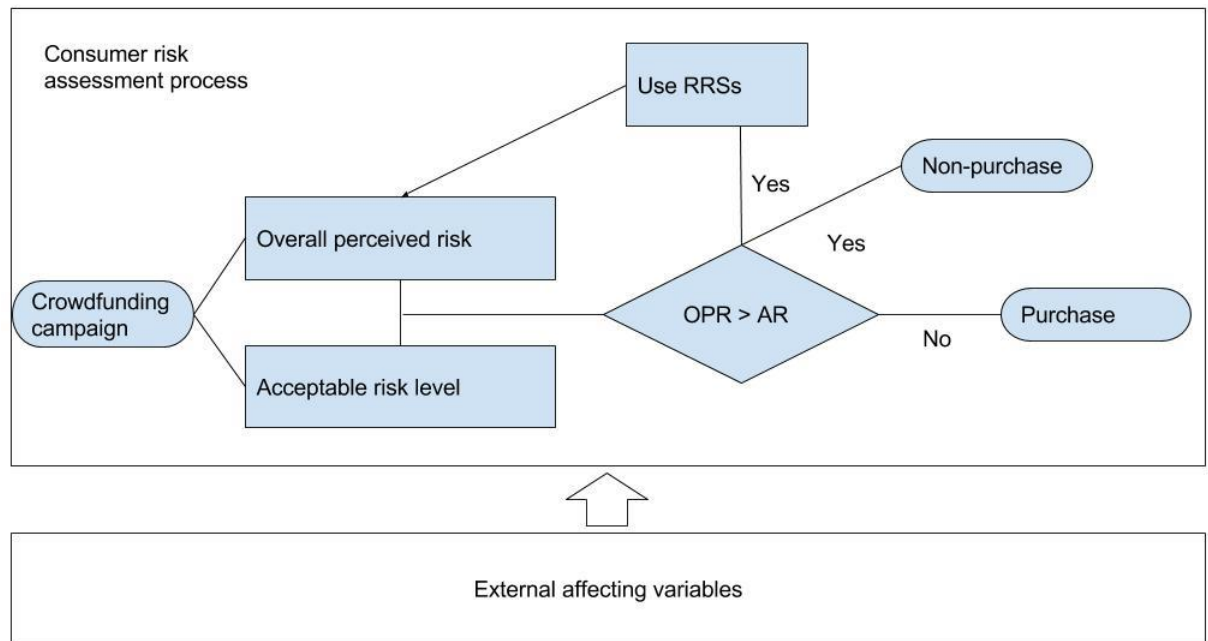 Consumer risk
assessment process
Use RRSs
Non-purchase
Yes
Overall perceived risk
Yes
Crowdfunding
campaign
OPR > AR
Purchase
No
Acceptable risk level
External affecting variables